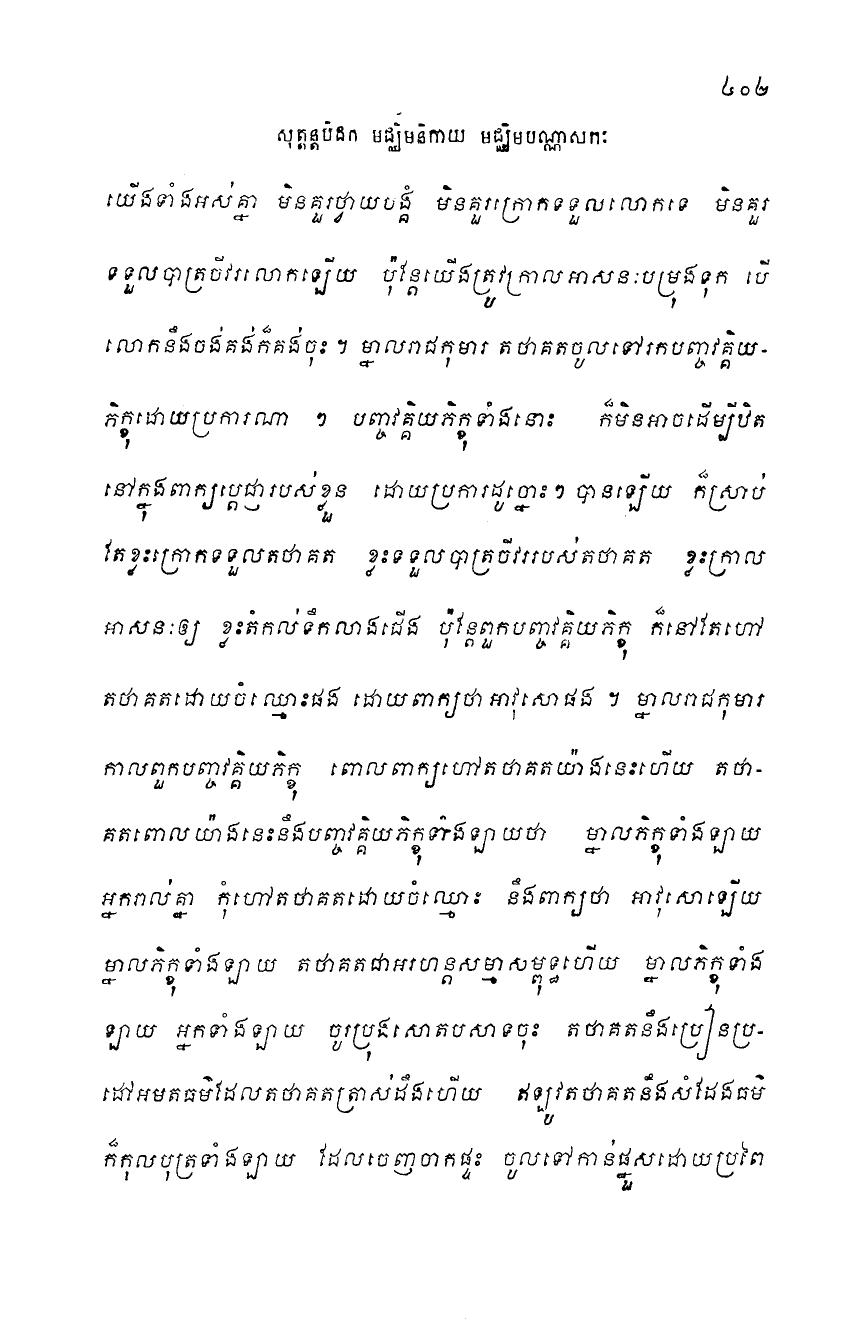 ៤០២
សុត្តន្តបិដក មជ្ឈិមនិកាយ មជ្ឈិមបណ្ណាសកៈ
យើងទាំងអស់គ្នា មិនគួរថ្វាយបង្គំ មិនគួរក្រោកទទួលលោកទេ មិនគួរ
ទទួលបាត្រចីវរលោកឡើយ ប៉ុន្តែយើងត្រូវក្រាលអាសនៈបម្រុងទុក បើ
លោកនឹងចង់គង់ក៏គង់ចុះ ។ ម្នាលរាជកុមារ តថាគតចូលទៅរកបញ្ចវគ្គិយ-
ភិក្ខុដោយប្រការណា ៗ បញ្ចវគ្គិយភិក្ខុទាំងនោះ ក៏មិនអាចដើម្បីឋិត
នៅក្នុងពាក្យប្តេជ្ញារបស់ខ្លួន ដោយប្រការដូច្នោះៗ បានឡើយ ក៏ស្រាប់
តែខ្លះក្រោកទទួលតថាគត ខ្លះទទួលបាត្រចីវររបស់តថាគត ខ្លះក្រាល
អាសនៈឲ្យ ខ្លះតំកល់ទឹកលាងជើង ប៉ុន្តែពួកបញ្ចវគ្គិយភិក្ខុ ក៏នៅតែហៅ
តថាគតដោយចំឈ្មោះផង ដោយពាក្យថាអាវុសោផង ។ ម្នាលរាជកុមារ
កាលពួកបញ្ចវគ្គិយភិក្ខុ ពោលពាក្យហៅតថាគតយ៉ាងនេះហើយ តថា-
គតពោលយ៉ាងនេះនឹងបញ្ចវគ្គិយភិក្ខុទាំងឡាយថា ម្នាលភិក្ខុទាំងឡាយ
អ្នករាល់គ្នា កុំហៅតថាគតដោយចំឈ្មោះ នឹងពាក្យថា អាវុសោឡើយ
ម្នាលភិក្ខុទាំងឡាយ តថាគតជាអរហន្តសម្មាសម្ពុទ្ធហើយ ម្នាលភិក្ខុទាំង
ឡាយ អ្នកទាំងឡាយ ចូរប្រុងសោតបសាទចុះ តថាគតនឹងប្រៀនប្រ-
ដៅអមតធម៌ដែលតថាគតត្រាស់ដឹងហើយ ឥឡូវតថាគតនឹងសំដែងធម៌
ក៏កុលបុត្រទាំងឡាយ ដែលចេញចាកផ្ទះ ចូលទៅកាន់ផ្នួសដោយប្រពៃ